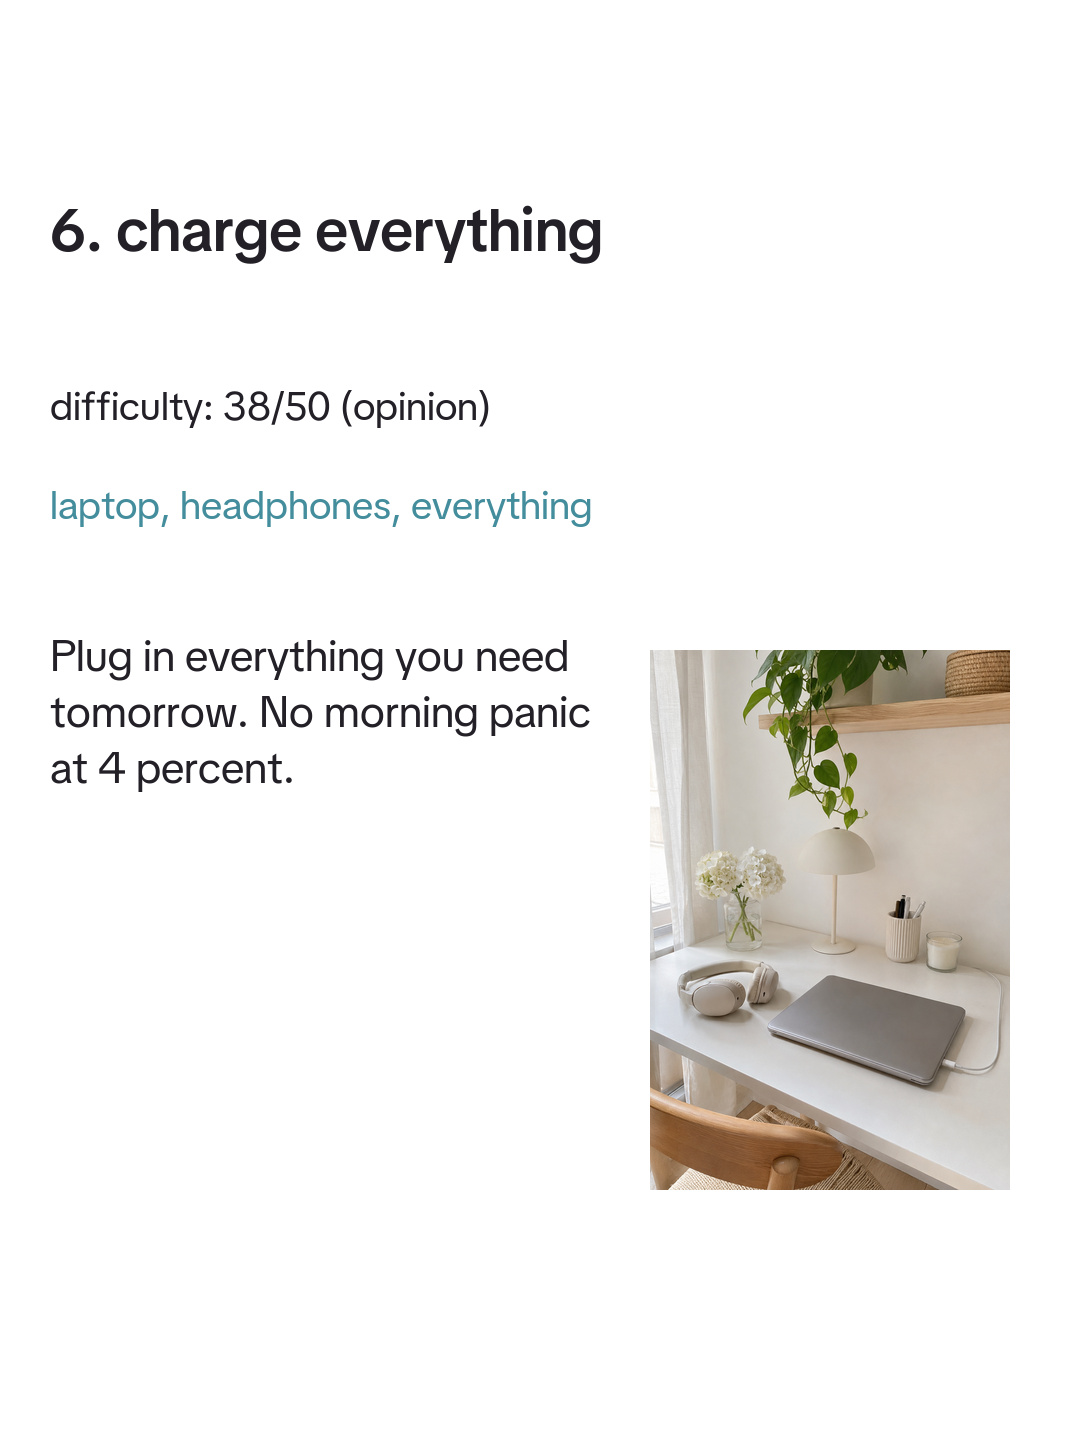 6. charge everything
difficulty: 38/50 (opinion)
laptop, headphones, everything
Plug in everything you need
tomorrow. No morning panic
at 4 percent.